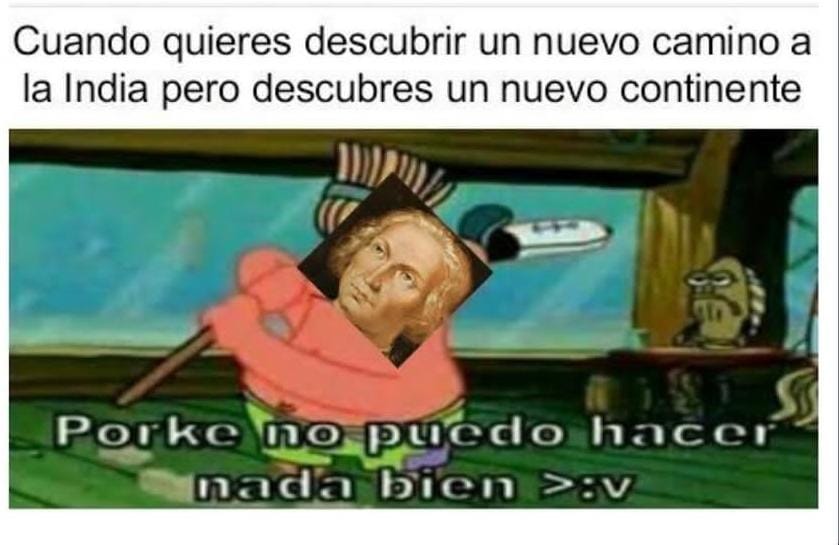 Cuando quieres descubrir un nuevo camino a
la India pero descubres un nuevo continente
Porke no puedo hacer
nada bien >:v